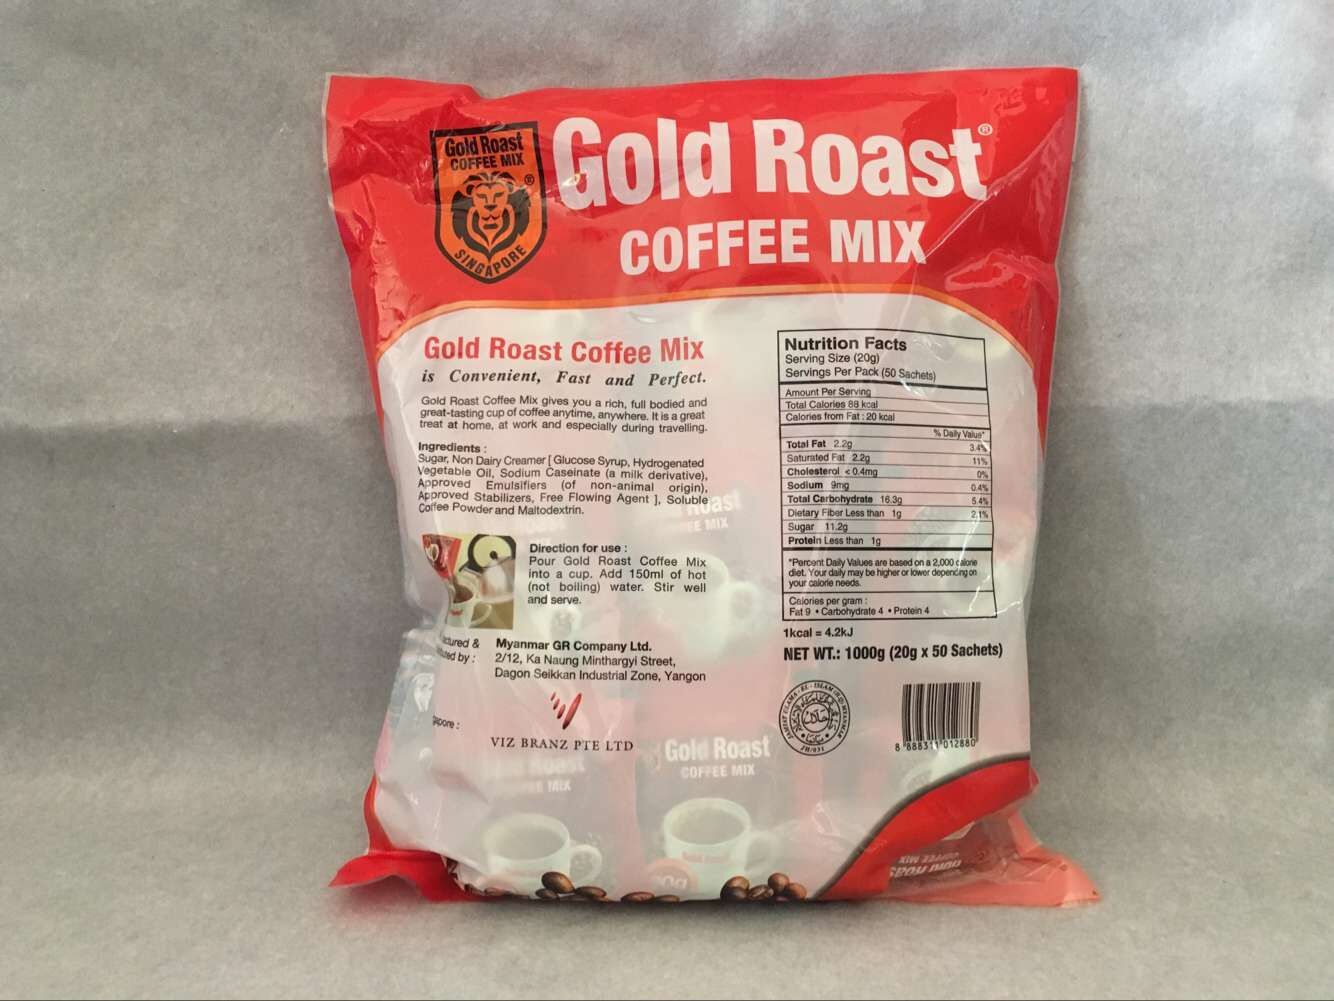 Gold Roast
COFFEE MIX
®
SINGAPORE
Gold Roast®
COFFEE MIX
Gold Roast Coffee Mix
is Convenient, Fast and Perfect.
Gold Roast Coffee Mix gives you a rich, full bodied and
great-tasting cup of coffee anytime, anywhere. It is a great
treat at home, at work and especially during travelling.
Ingredients :
Sugar, Non Dairy Creamer [ Glucose Syrup, Hydrogenated
Vegetable Oil, Sodium Caseinate (a milk derivative),
Approved Emulsifiers (of non-animal origin),
Approved Stabilizers, Free Flowing Agent ], Soluble
Coffee Powder and Maltodextrin.
Direction for use :
Pour Gold Roast Coffee Mix
into a cup. Add 150ml of hot
(not boiling) water. Stir well
and serve.
& 
by :
Myanmar GR Company Ltd.
2/12, Ka Naung Minthargyi Street,
Dagon Seikkan Industrial Zone, Yangon
VIZ BRANZ PTE LTD
Nutrition Facts
Serving Size (20g)
Servings Per Pack (50 Sachets)
Amount Per Serving
Total Calories 88 kcal
Calories from Fat : 20 kcal
% Daily Value*
Total Fat 2.2g 3.4%
Saturated Fat 2.2g 11%
Cholesterol < 0.4mg 0%
Sodium 9mg 0.4%
Total Carbohydrate 16.3g 5.4%
Dietary Fiber Less than 1g 2.1%
Sugar 11.2g
Protein Less than 1g
*Percent Daily Values are based on a 2,000 calorie
diet. Your daily may be higher or lower depending on
your calorie needs.
Calories per gram :
Fat 9 • Carbohydrate 4 • Protein 4
1kcal = 4.2kJ
NET WT.: 1000g (20g x 50 Sachets)
8 888311 012880
Gold Roast
COFFEE MIX